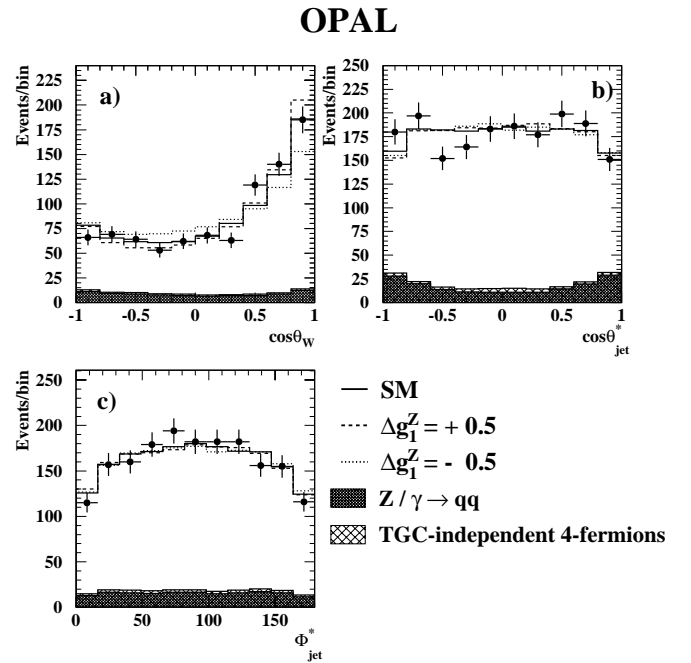 OPAL
Events/bin
a)
225
200
175
150
125
100
75
50
25
0
-1 -0.5 0 0.5 1
cosθW
Events/bin
b)
250
225
200
175
150
125
100
75
50
25
0
-1 -0.5 0 0.5 1
cosθ*jet
Events/bin
c)
250
200
150
100
50
0
0 50 100 150
Φ*jet
SM
Δg₁ᶻ = + 0.5
Δg₁ᶻ = - 0.5
Z / γ → qq
TGC-independent 4-fermions